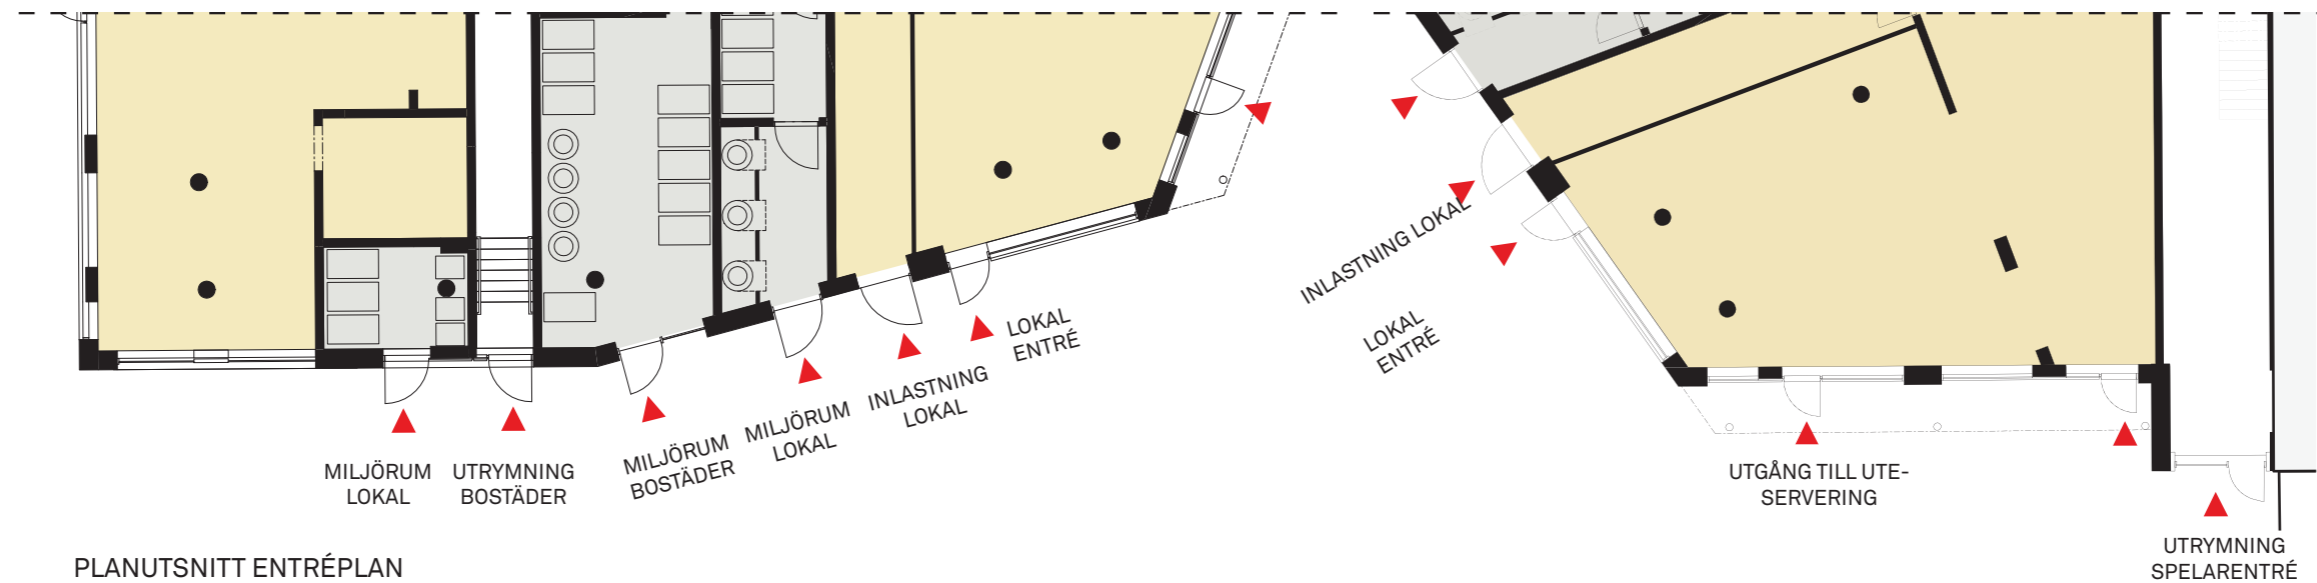 MILJÖRUM
LOKAL
UTRYMNING
BOSTÄDER
MILJÖRUM
BOSTÄDER
MILJÖRUM
LOKAL
INLASTNING
LOKAL
LOKAL
ENTRÉ
INLASTNING LOKAL
LOKAL
ENTRÉ
UTGÅNG TILL UTE-
SERVERING
UTRYMNING
SPELARENTRÉ
PLANUTSNITT ENTRÉPLAN